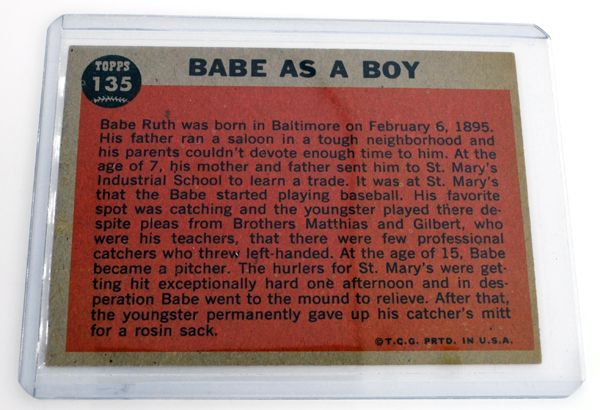 TOPPS
135
BABE AS A BOY
Babe Ruth was born in Baltimore on February 6, 1895.
His father ran a saloon in a tough neighborhood and
his parents couldn't devote enough time to him. At the
age of 7, his mother and father sent him to St. Mary's
Industrial School to learn a trade. It was at St. Mary's
that the Babe started playing baseball. His favorite
spot was catching and the youngster played there de-
spite pleas from Brothers Matthias and Gilbert, who
were his teachers, that there were few professional
catchers who threw left-handed. At the age of 15, Babe
became a pitcher. The hurlers for St. Mary's were get-
ting hit exceptionally hard one afternoon and in des-
peration Babe went to the mound to relieve. After that,
the youngster permanently gave up his catcher's mitt
for a rosin sack.
©T.C.G. PRTD. IN U.S.A.